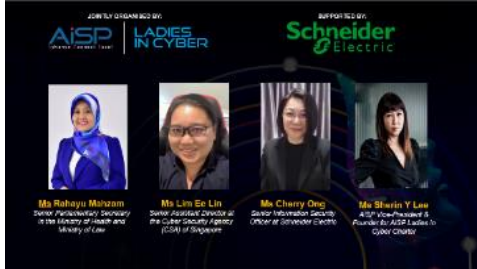 JOINTLY ORGANISED BY:
SUPPORTED BY:
AiSP
LADIES
IN CYBER
Schneider
Electric
Ms Rahayu Mahzam
Senior Parliamentary Secretary
in the Ministry of Health and
Ministry of Law
Ms Lim Ee Lin
Senior Assistant Director at
the Cyber Security Agency
(CSA) of Singapore
Ms Cherry Ong
Senior Information Security
Officer at Schneider Electric
Ms Sherin Y Lee
AiSP Vice-President &
Founder for AiSP Ladies in
Cyber Charter